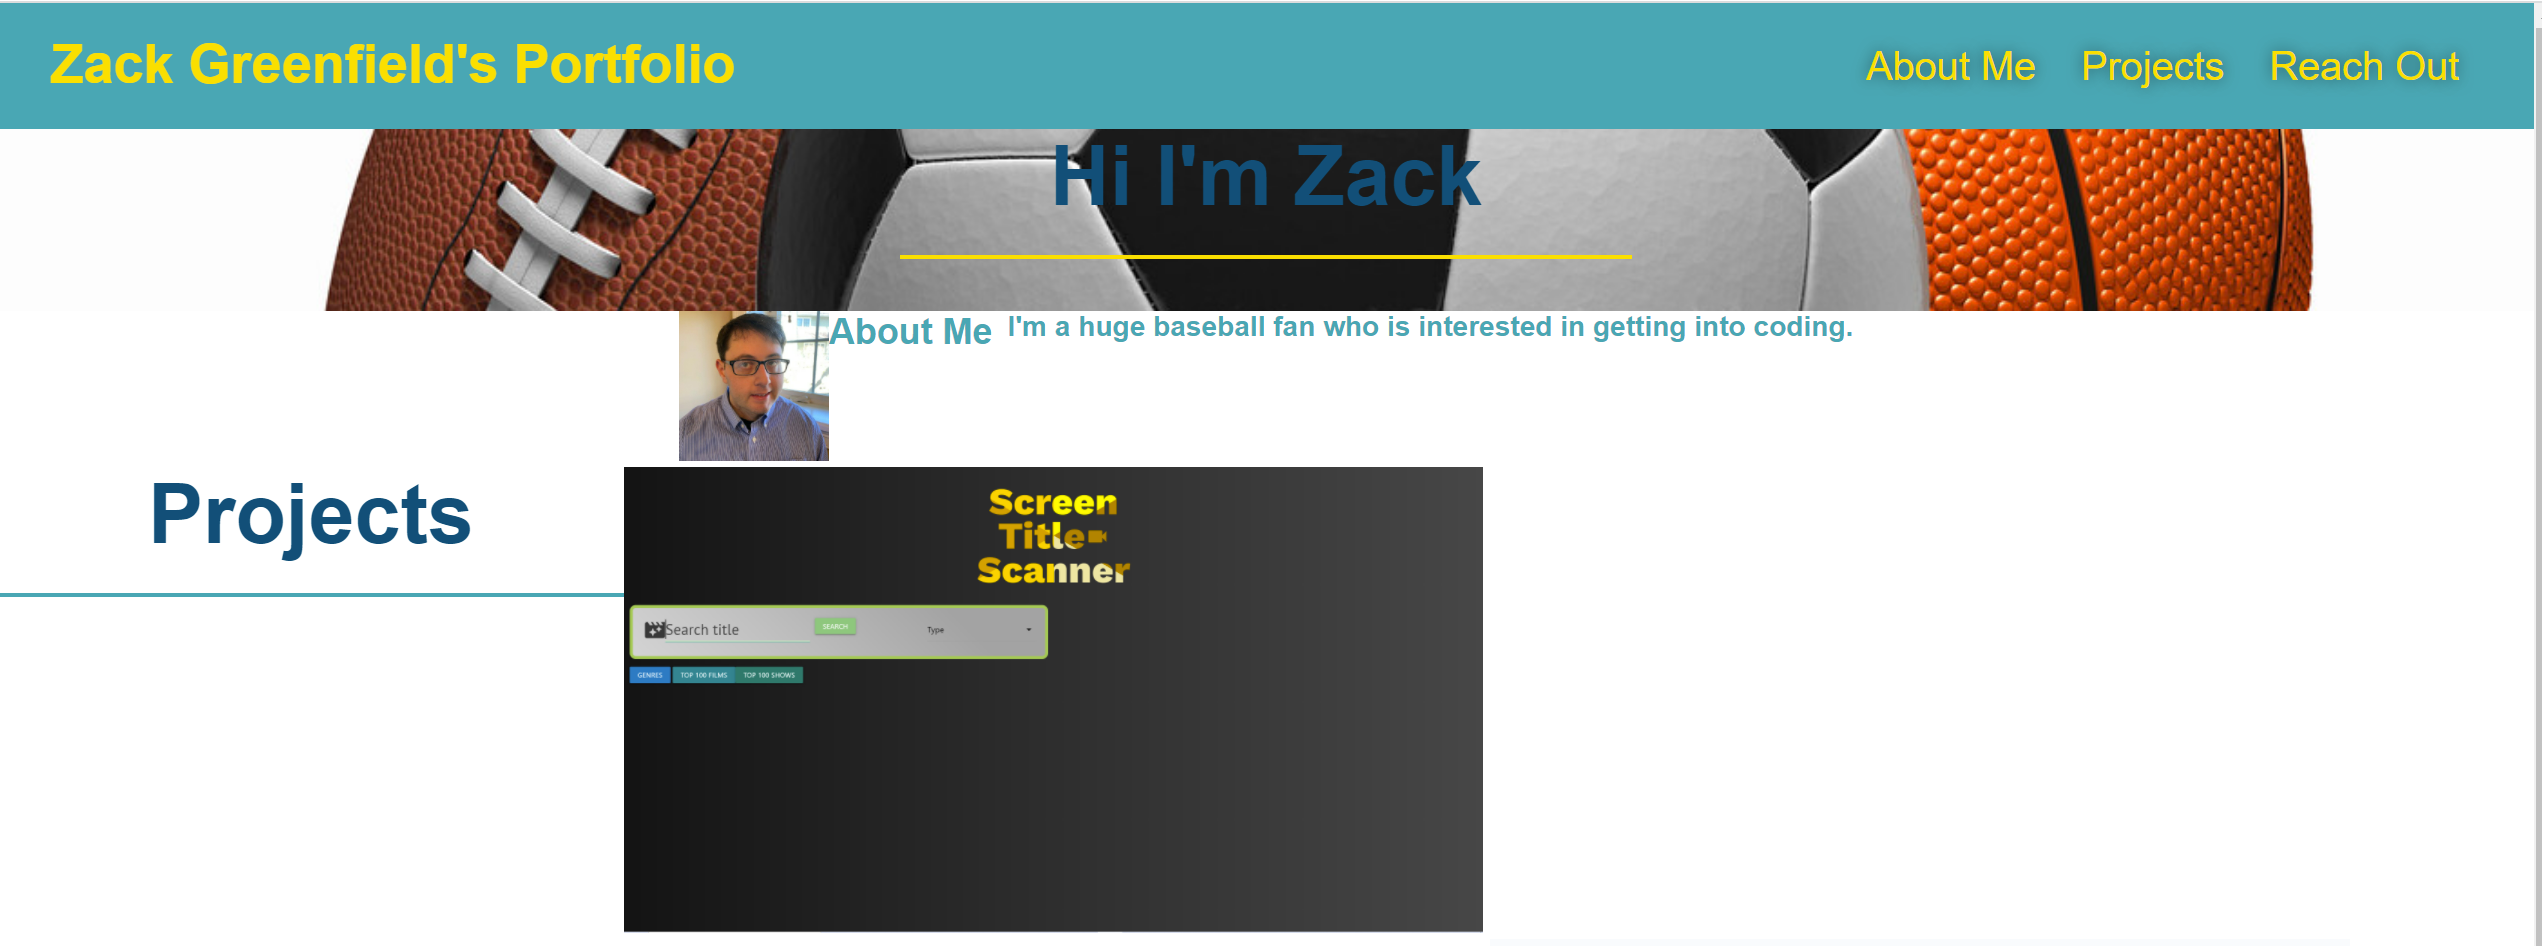 Zack Greenfield's Portfolio
About Me Projects Reach Out
Hi I'm Zack
About Me I'm a huge baseball fan who is interested in getting into coding.
Projects
Screen
Title
Scanner
Search title SEARCH Type
GENRES TOP 100 FILMS TOP 100 SHOWS